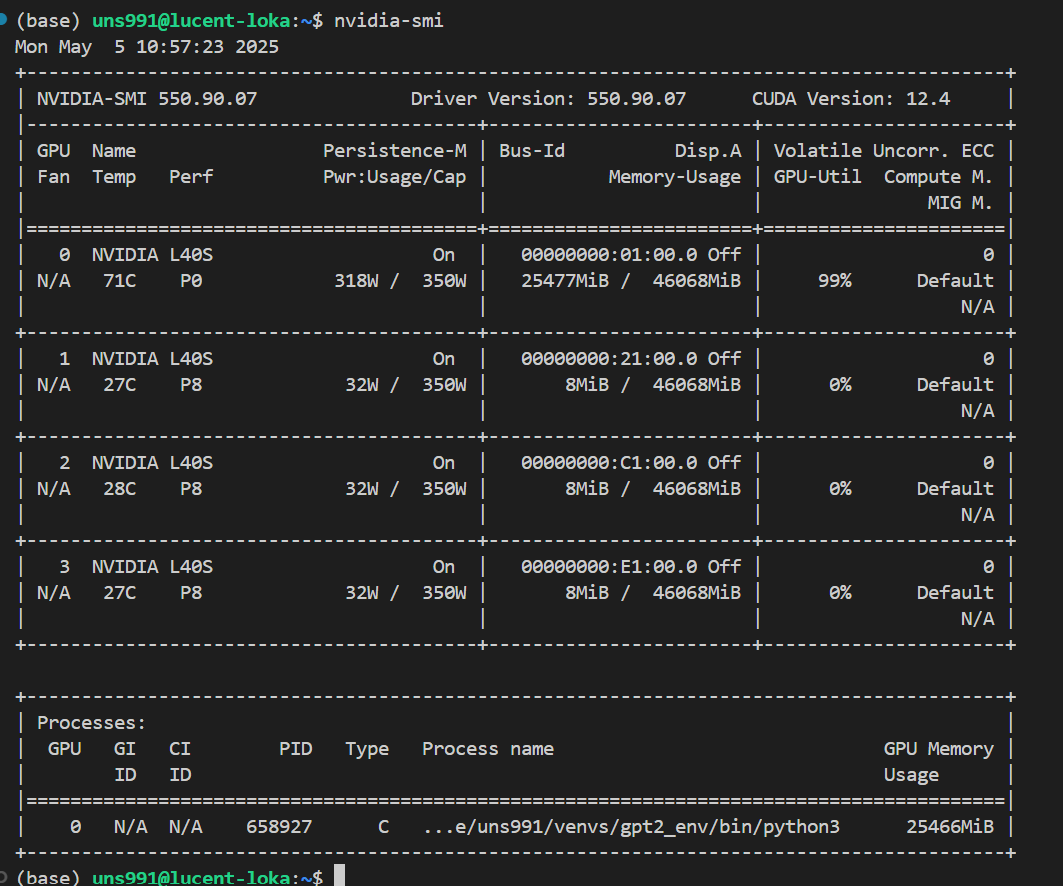 (base) uns991@lucent-loka:~$ nvidia-smi
Mon May  5 10:57:23 2025
+-----------------------------------------------------------------------------------------+
| NVIDIA-SMI 550.90.07              Driver Version: 550.90.07      CUDA Version: 12.4     |
|-----------------------------------------+------------------------+----------------------+
| GPU  Name                 Persistence-M | Bus-Id          Disp.A | Volatile Uncorr. ECC |
| Fan  Temp   Perf          Pwr:Usage/Cap |           Memory-Usage | GPU-Util  Compute M. |
|                                         |                        |               MIG M. |
|=========================================+========================+======================|
|   0  NVIDIA L40S                    On  |   00000000:01:00.0 Off |                    0 |
| N/A   71C    P0            318W /  350W |   25477MiB /  46068MiB |     99%      Default |
|                                         |                        |                  N/A |
+-----------------------------------------+------------------------+----------------------+
|   1  NVIDIA L40S                    On  |   00000000:21:00.0 Off |                    0 |
| N/A   27C    P8             32W /  350W |       8MiB /  46068MiB |      0%      Default |
|                                         |                        |                  N/A |
+-----------------------------------------+------------------------+----------------------+
|   2  NVIDIA L40S                    On  |   00000000:C1:00.0 Off |                    0 |
| N/A   28C    P8             32W /  350W |       8MiB /  46068MiB |      0%      Default |
|                                         |                        |                  N/A |
+-----------------------------------------+------------------------+----------------------+
|   3  NVIDIA L40S                    On  |   00000000:E1:00.0 Off |                    0 |
| N/A   27C    P8             32W /  350W |       8MiB /  46068MiB |      0%      Default |
|                                         |                        |                  N/A |
+-----------------------------------------+------------------------+----------------------+

+-----------------------------------------------------------------------------------------+
| Processes:                                                                              |
|  GPU   GI   CI        PID   Type   Process name                              GPU Memory |
|        ID   ID                                                               Usage      |
|=========================================================================================|
|    0   N/A  N/A    658927      C   ...e/uns991/venvs/gpt2_env/bin/python3      25466MiB |
+-----------------------------------------------------------------------------------------+
(base) uns991@lucent-loka:~$